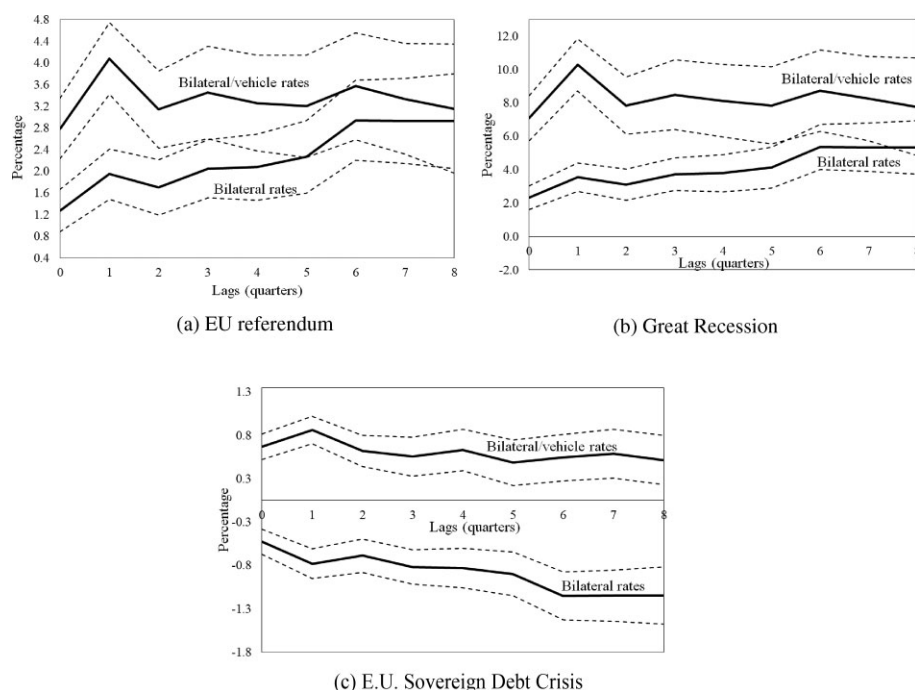 4.8
4.4
4.0
3.6
3.2
2.8
2.4
2.0
1.6
1.2
0.8
0.4
Percentage
Bilateral/vehicle rates
Bilateral rates
0 1 2 3 4 5 6 7 8
Lags (quarters)
(a) EU referendum
12.0
10.0
8.0
6.0
4.0
2.0
0.0
-2.0
Percentage
Bilateral/vehicle rates
Bilateral rates
0 1 2 3 4 5 6 7 8
Lags (quarters)
(b) Great Recession
1.3
0.8
0.3
-0.3
-0.8
-1.3
-1.8
Percentage
Bilateral/vehicle rates
0 1 2 3 4 5 6 7 8
Lags (quarters)
Bilateral rates
(c) E.U. Sovereign Debt Crisis